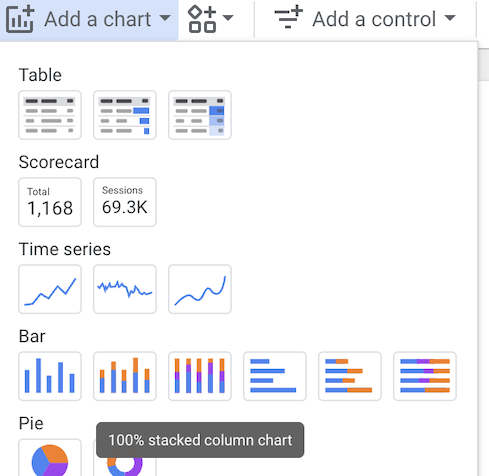 Add a chart
Add a control
Table
Scorecard
Total
1,168
Sessions
69.3K
Time series
Bar
Pie
100% stacked column chart